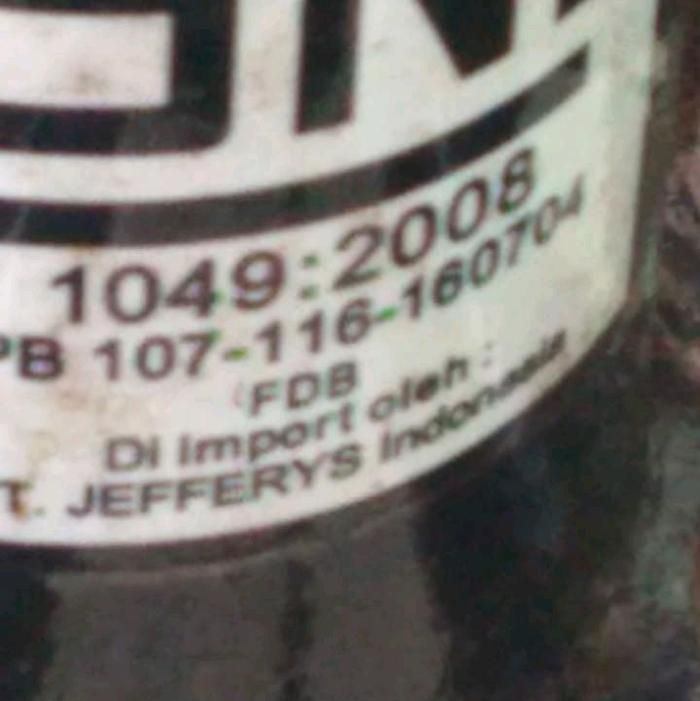 1049:2008
PB 107-116-160704
FDB
Di Import oleh :
T. JEFFERYS Indonesia